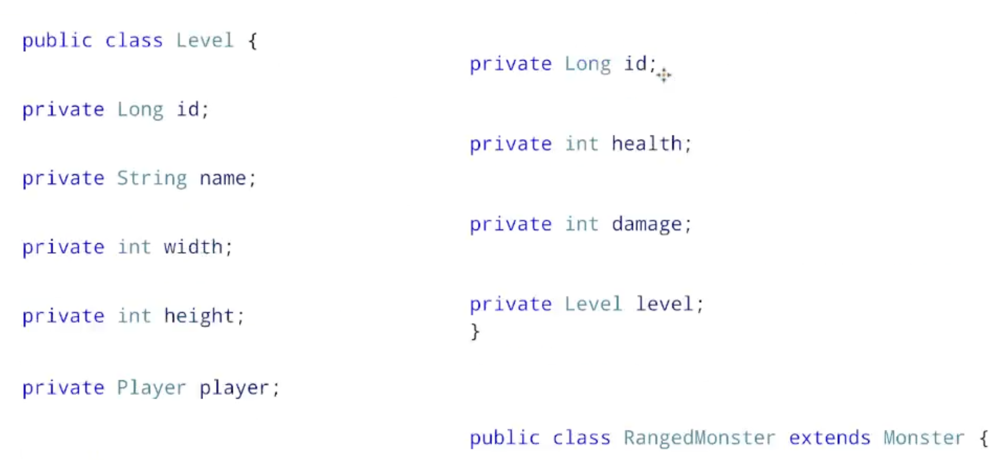 public class Level {
private Long id;
private String name;
private int width;
private int height;
private Player player;
private Long id;
private int health;
private int damage;
private Level level;
}
public class RangedMonster extends Monster {